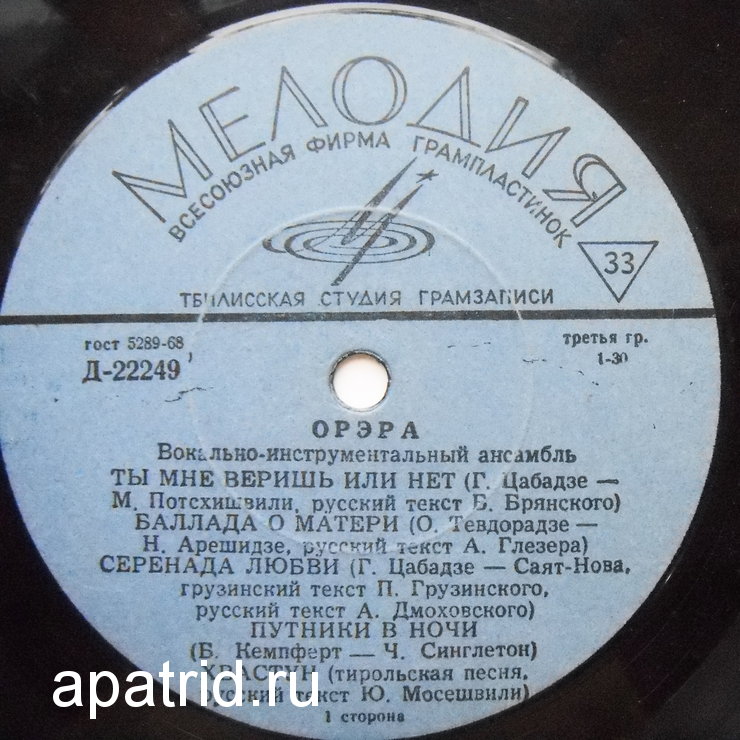 МЕЛОДИЯ
ВСЕСОЮЗНАЯ ФИРМА ГРАМПЛАСТИНОК
33
ТБИЛИССКАЯ СТУДИЯ ГРАМЗАПИСИ
гост 5289-68
третья гр.
Д-22249
1-30
ОРЭРА
Вокально-инструментальный ансамбль
ТЫ МНЕ ВЕРИШЬ ИЛИ НЕТ (Г. Цабадзе —
М. Потсхишвили, русский текст Б. Брянского)
БАЛЛАДА О МАТЕРИ (О. Тевдорадзе —
Н. Арешидзе, русский текст А. Глезера)
СЕРЕНАДА ЛЮБВИ (Г. Цабадзе — Саят-Нова,
грузинский текст П. Грузинского,
русский текст А. Дмоховского)
ПУТНИКИ В НОЧИ
(Б. Кемпферт — Ч. Синглетон)
ХВАСТУН (тирольская песня,
русский текст Ю. Мосешвили)
1 сторона
apatrid.ru